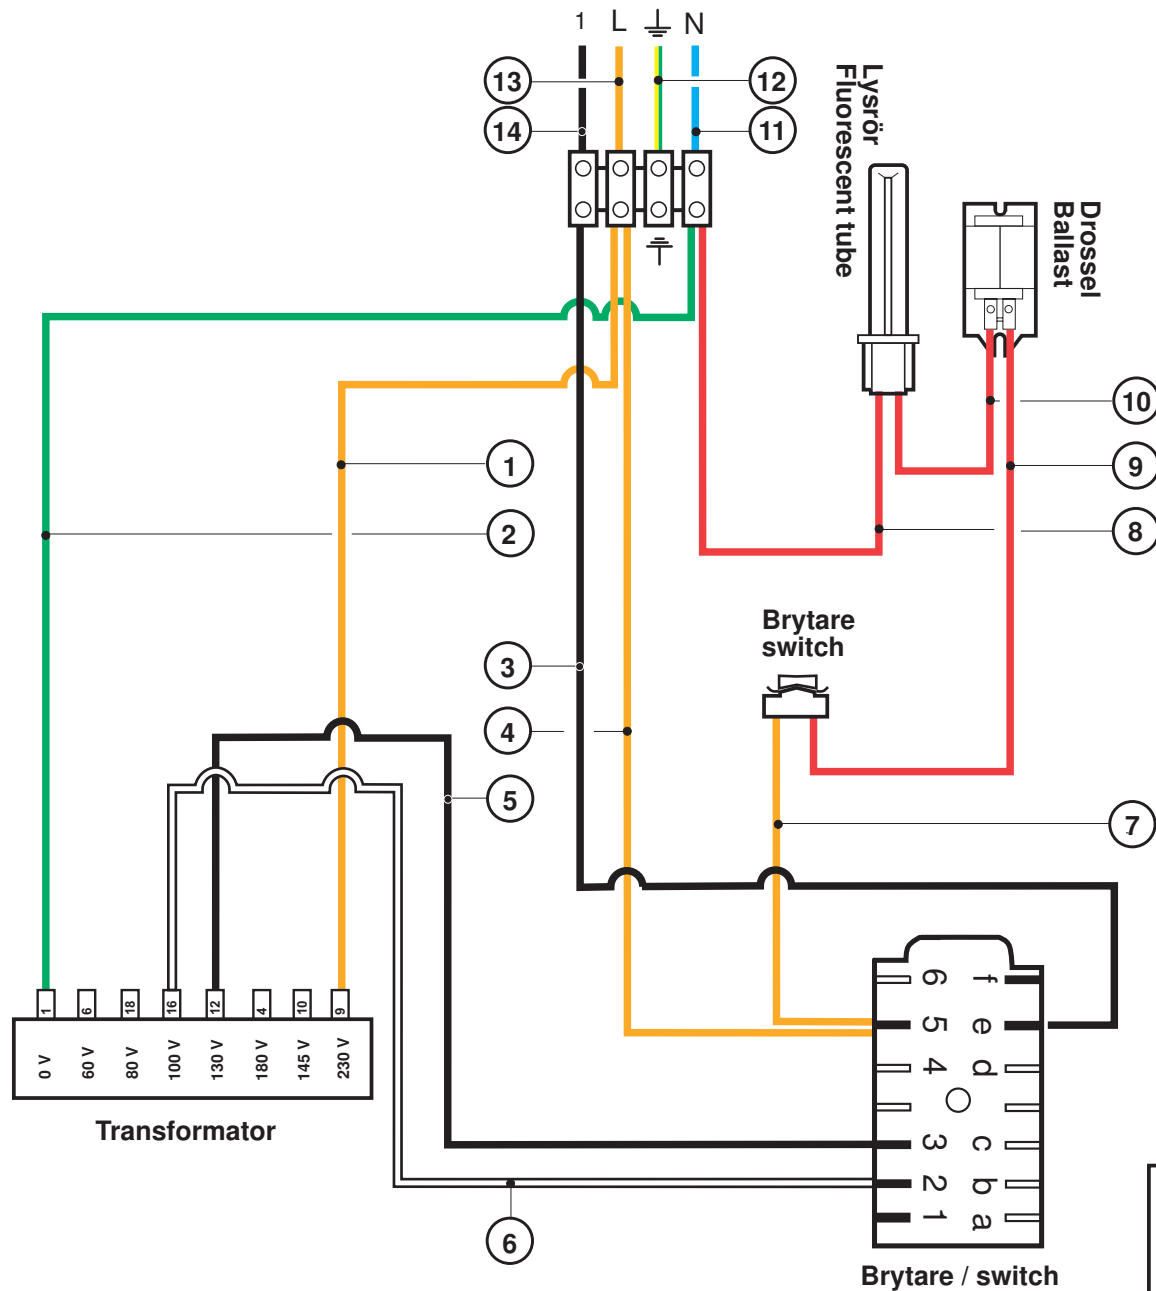 1 L N
13
12
14
11
Lysrör
Fluorescent tube
Drossel
Ballast
10
1
9
2
8
Brytare
switch
3
4
5
7
6 f
5 e
4 d
3 c
2 b
1 a
1 6 18 16 12 4 10 9
0 V 60 V 80 V 100 V 130 V 180 V 145 V 230 V
Transformator
6
Brytare / switch